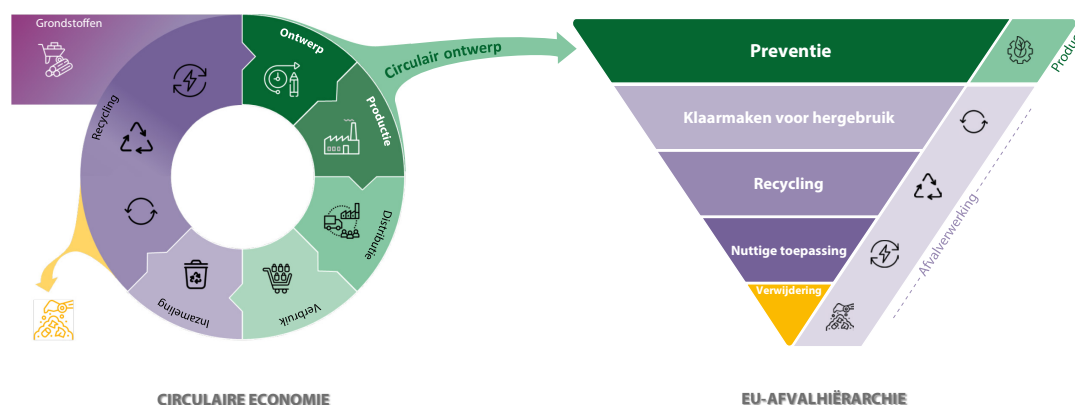 Grondstoffen
Ontwerp
Productie
Distributie
Verbruik
Inzameling
Recycling
Circulair ontwerp
Preventie
Klaarmaken voor hergebruik
Recycling
Nuttige toepassing
Verwijdering
Afvalverwerking
CIRCULAIRE ECONOMIE
EU-AFVALHIËRARCHIE